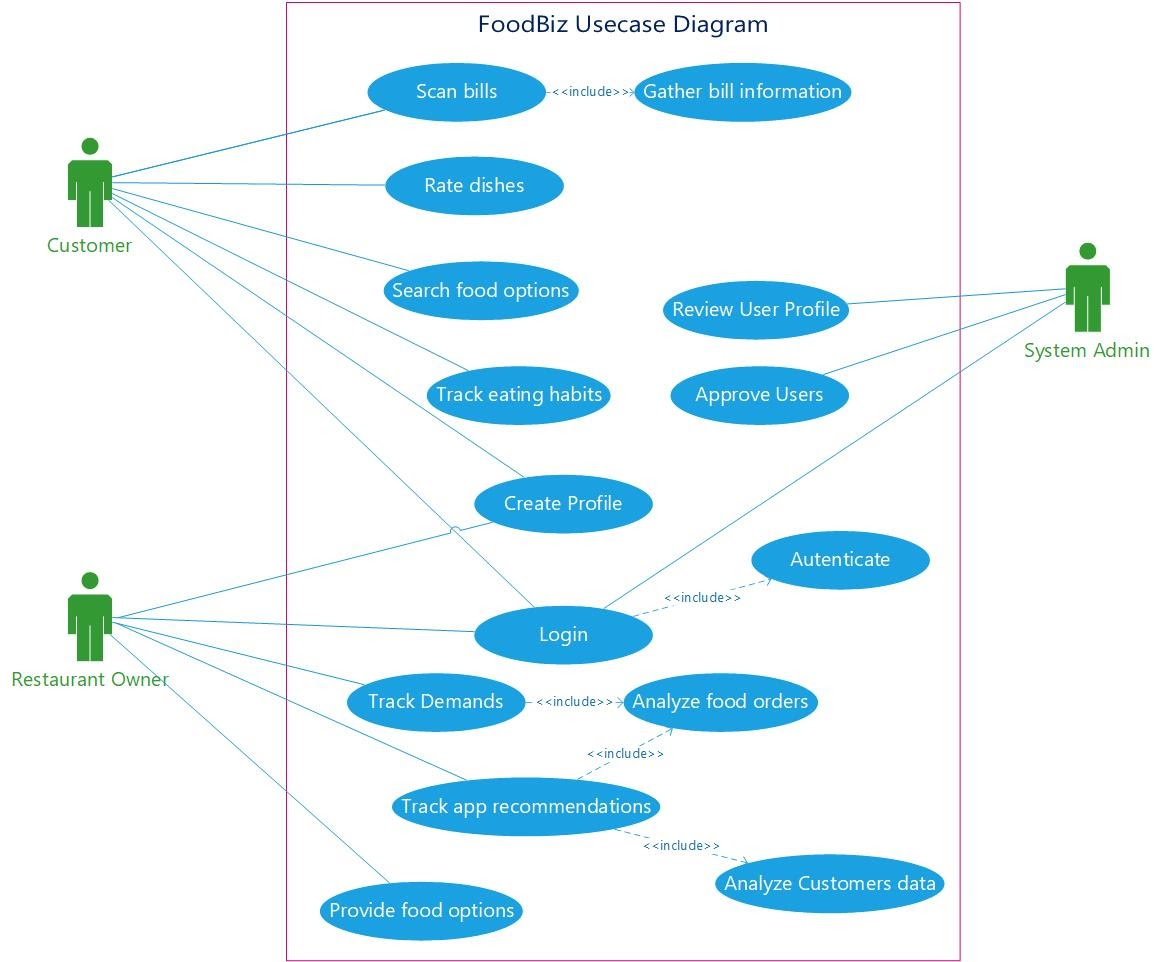 FoodBiz Usecase Diagram
Scan bills
<<include>>
Gather bill information
Rate dishes
Customer
Search food options
Review User Profile
System Admin
Track eating habits
Approve Users
Create Profile
Autenticate
<<include>>
Login
Restaurant Owner
Track Demands
<<include>>
Analyze food orders
<<include>>
Track app recommendations
<<include>>
Analyze Customers data
Provide food options